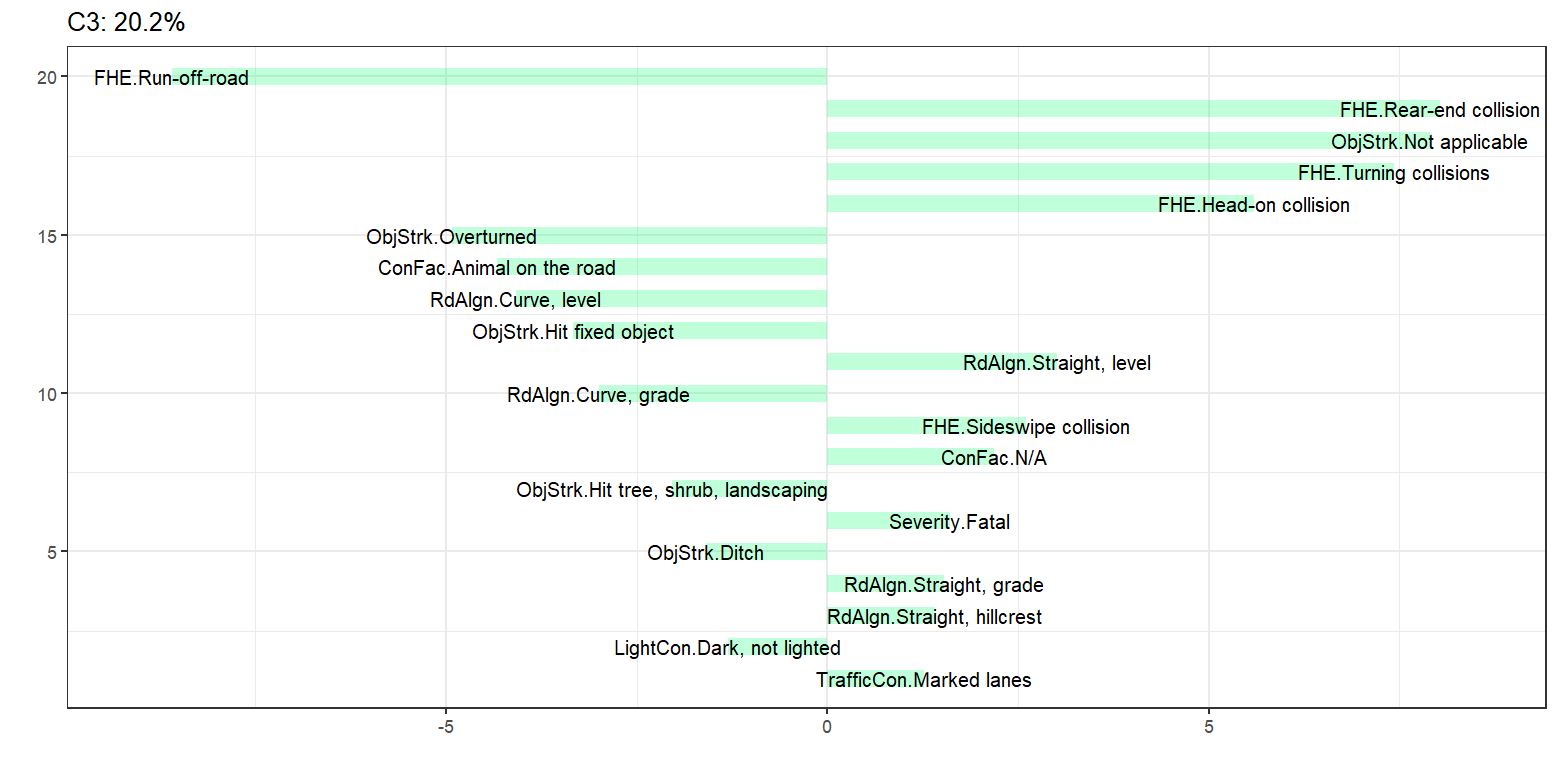 C3: 20.2%
20
FHE.Run-off-road
FHE.Rear-end collision
ObjStrk.Not applicable
FHE.Turning collisions
FHE.Head-on collision
15
ObjStrk.Overturned
ConFac.Animal on the road
RdAlgn.Curve, level
ObjStrk.Hit fixed object
RdAlgn.Straight, level
10
RdAlgn.Curve, grade
FHE.Sideswipe collision
ConFac.N/A
ObjStrk.Hit tree, shrub, landscaping
Severity.Fatal
5
ObjStrk.Ditch
RdAlgn.Straight, grade
RdAlgn.Straight, hillcrest
LightCon.Dark, not lighted
TrafficCon.Marked lanes
-5
0
5